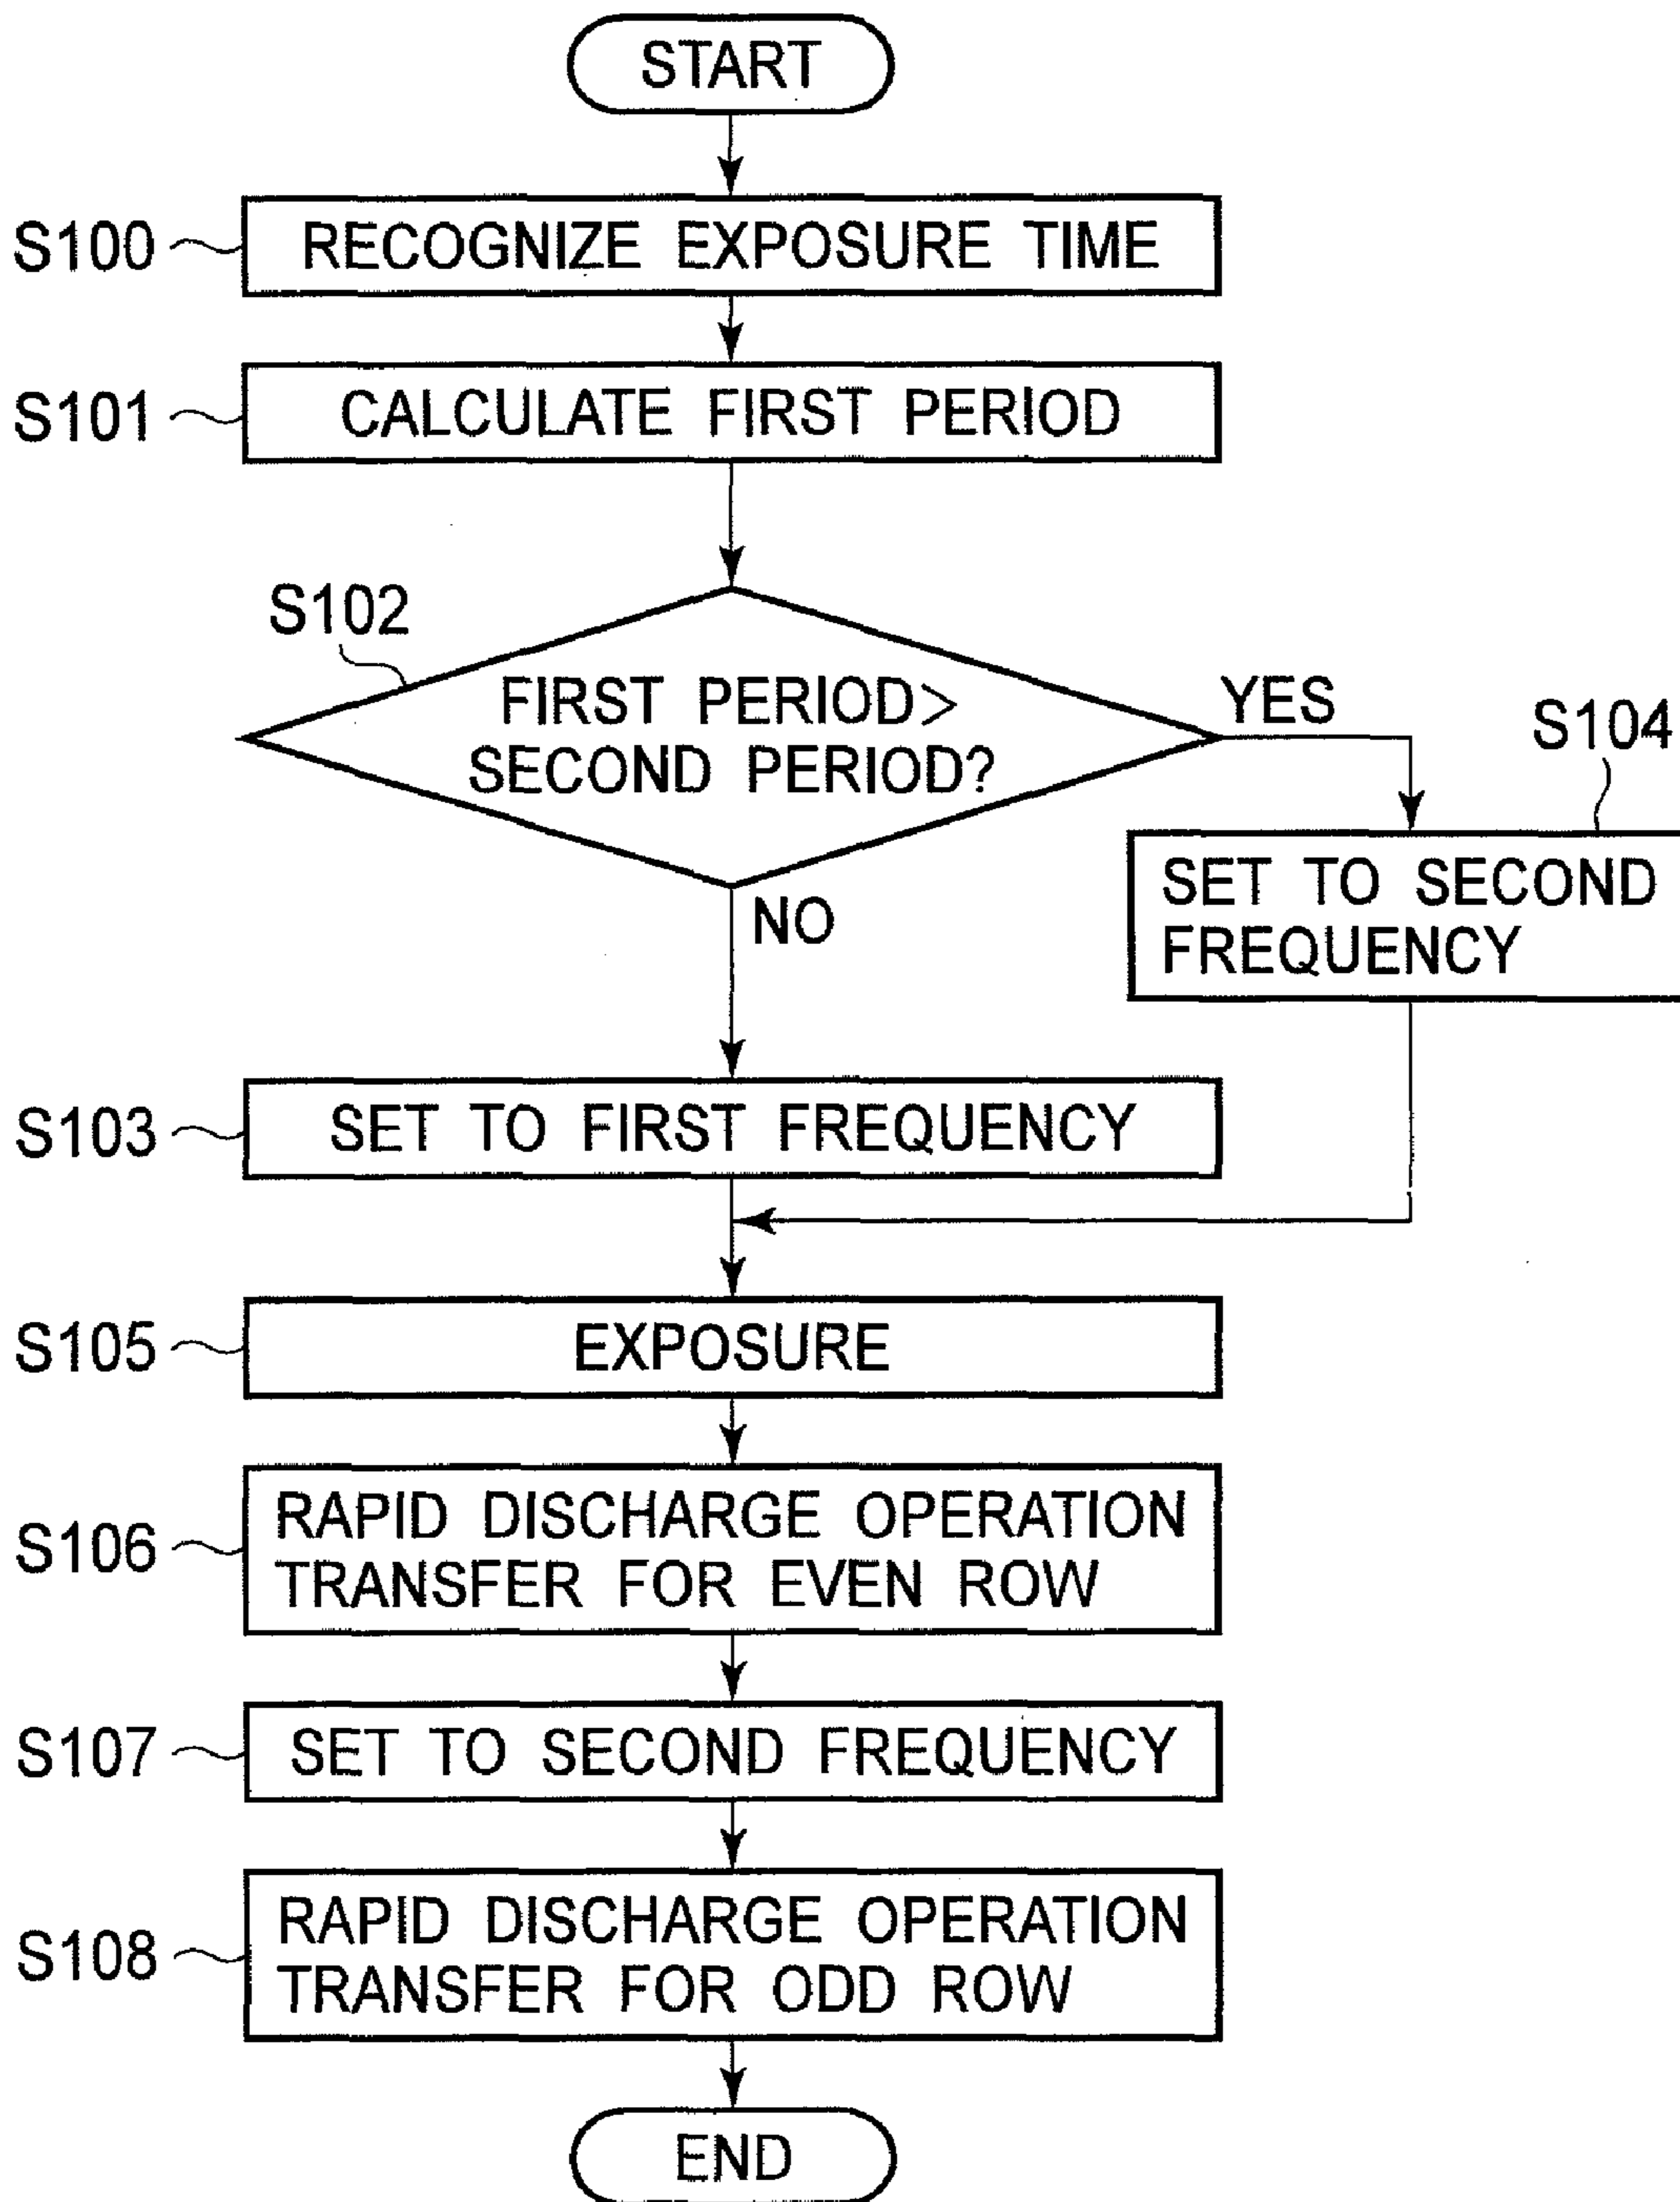 START
S100
RECOGNIZE EXPOSURE TIME
S101
CALCULATE FIRST PERIOD
S102
FIRST PERIOD>
SECOND PERIOD?
YES
S104
SET TO SECOND
FREQUENCY
NO
S103
SET TO FIRST FREQUENCY
S105
EXPOSURE
S106
RAPID DISCHARGE OPERATION
TRANSFER FOR EVEN ROW
S107
SET TO SECOND FREQUENCY
S108
RAPID DISCHARGE OPERATION
TRANSFER FOR ODD ROW
END